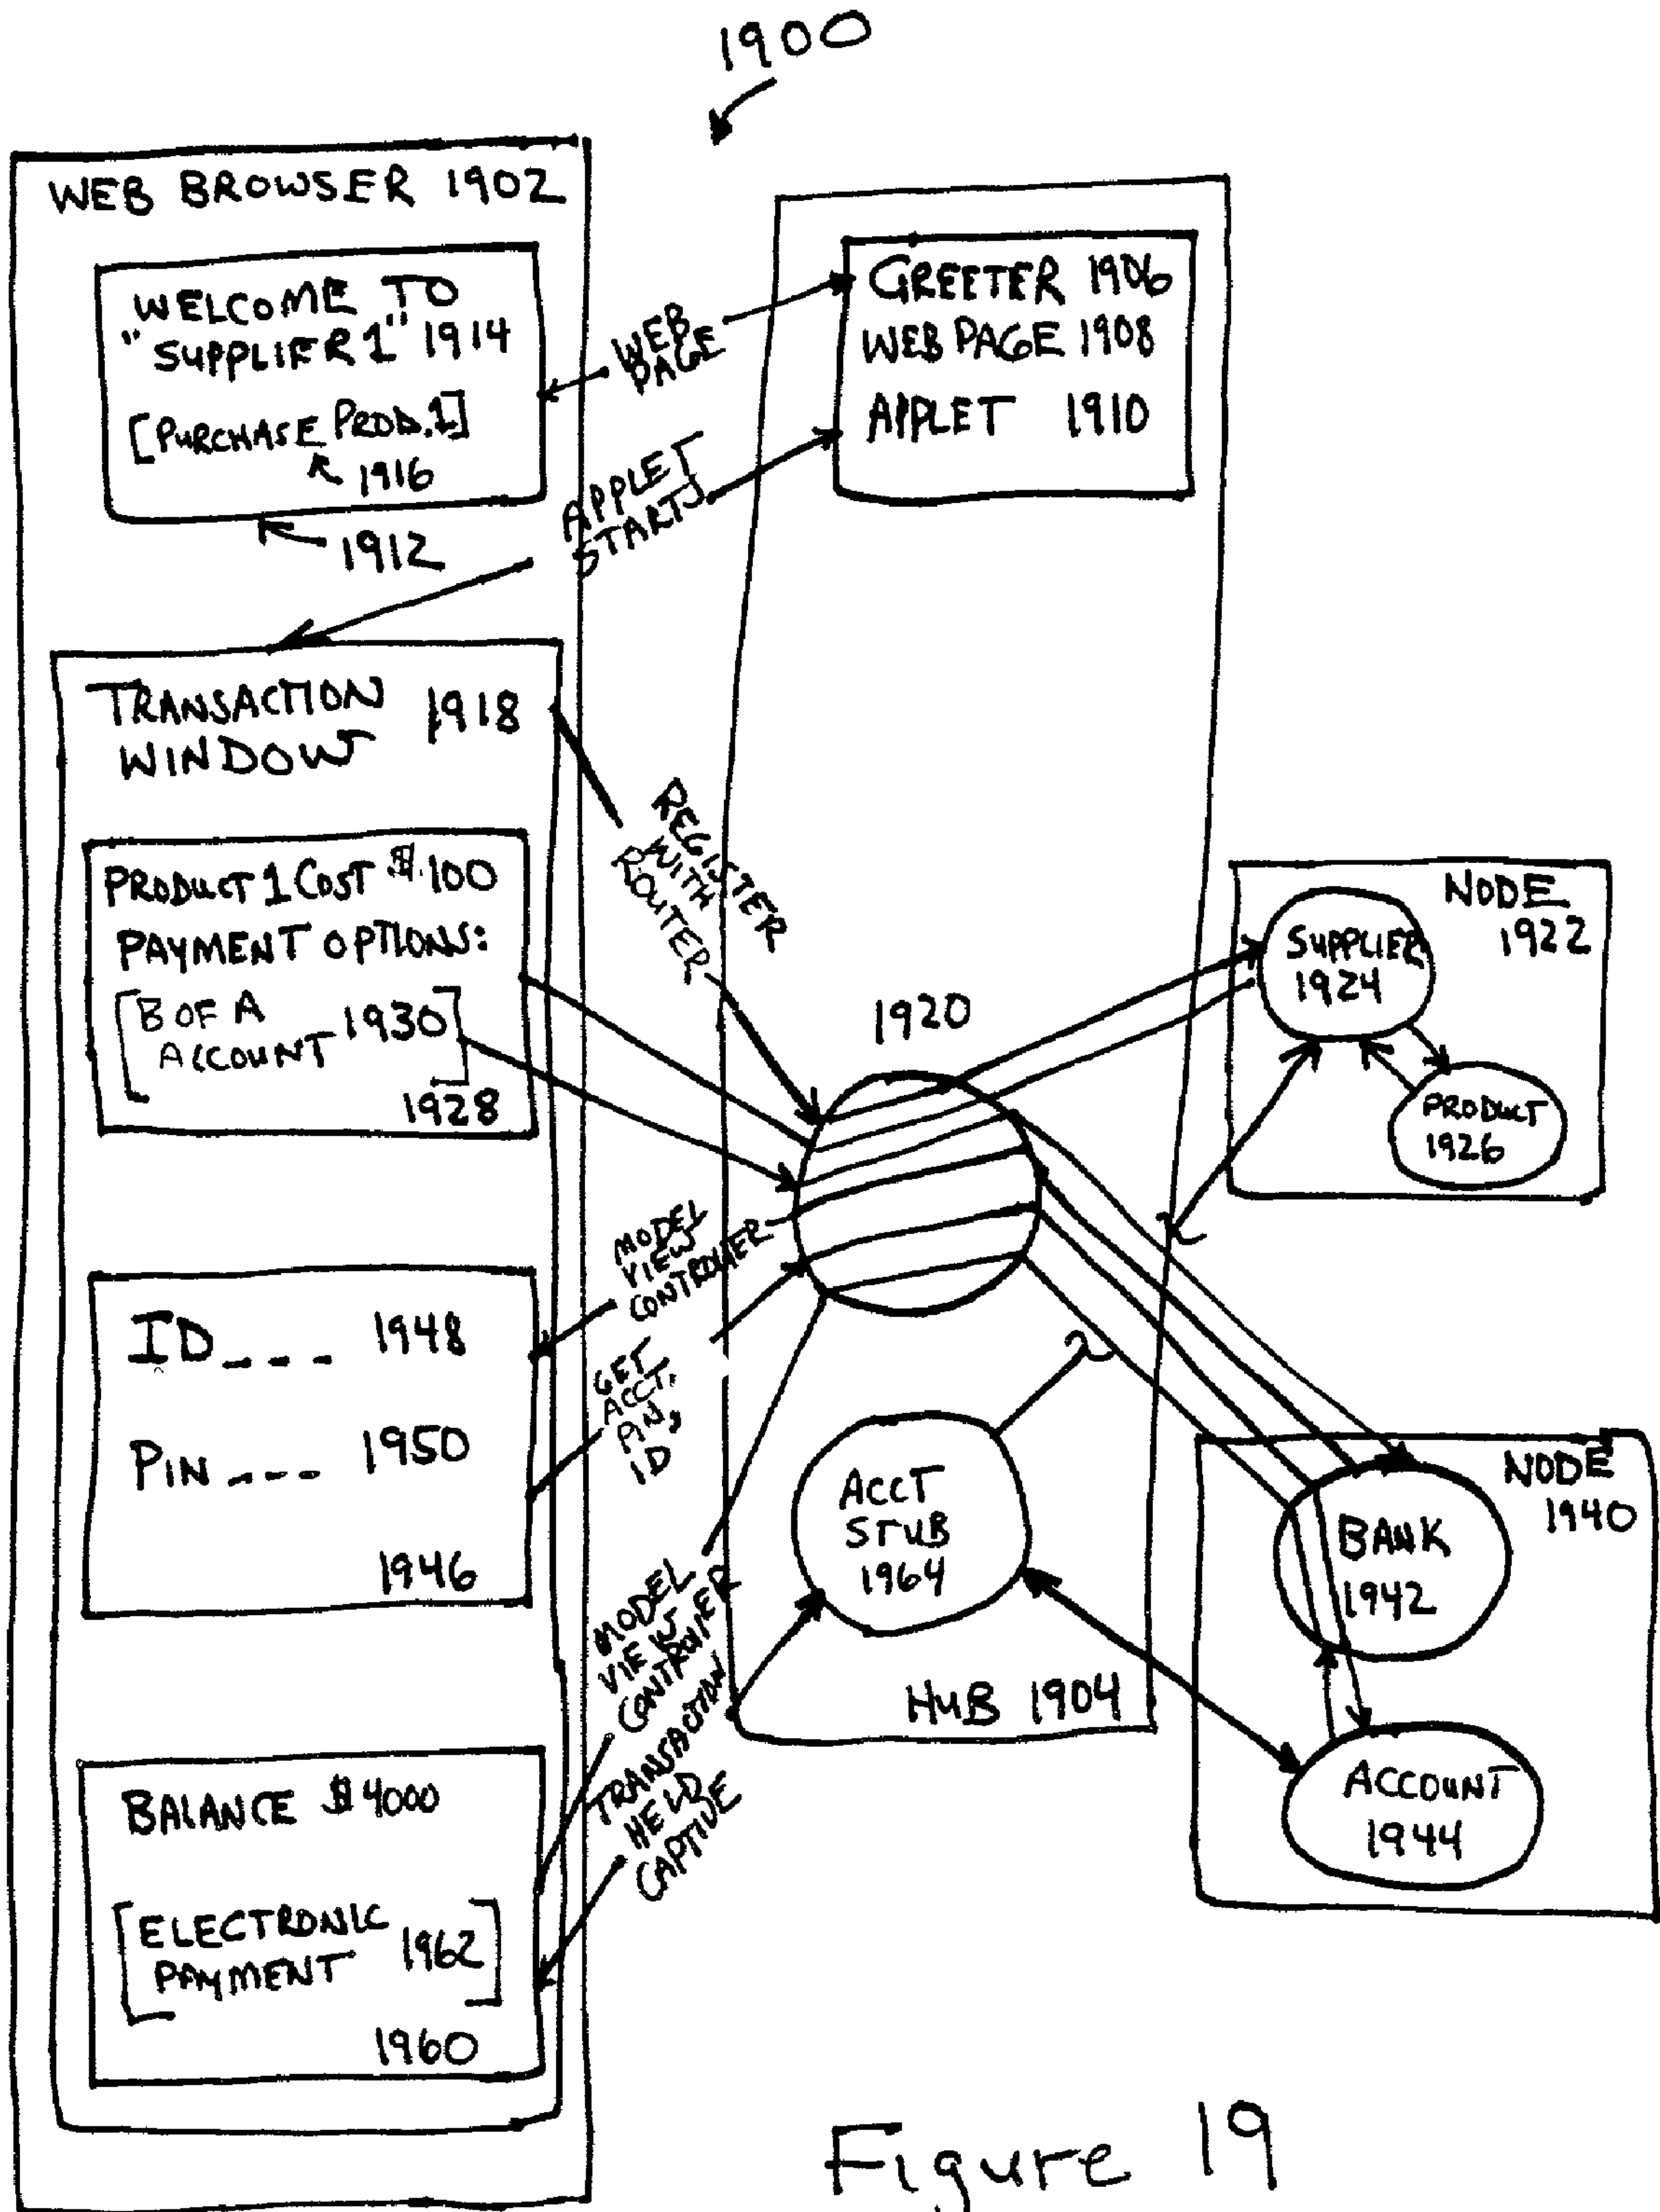 1900
WEB BROWSER 1902
WELCOME TO
"SUPPLIER 1" 1914
[PURCHASE PROD.1]
1916
1912
WEB
PAGE
GREETER 1906
WEB PAGE 1908
APPLET 1910
APPLET
STARTS
TRANSACTION 1918
WINDOW
REGISTER
WITH
ROUTER
PRODUCT 1 COST $.100
PAYMENT OPTIONS:
[B OF A
ACCOUNT 1930]
1928
1920
NODE
1922
SUPPLIER
1924
PRODUCT
1926
MODEL
VIEW
CONTROLLER
ID _ _ _ 1948
PIN _ _ _ 1950
1946
GET
ACCT,
PIN,
ID
ACCT
STUB
1964
HUB 1904
NODE
1940
BANK
1942
ACCOUNT
1944
MODEL
VIEW
CONTROLLER
TRANSACTION
HELD
CAPTIVE
BALANCE $4000
[ELECTRONIC
PAYMENT 1962]
1960
Figure 19